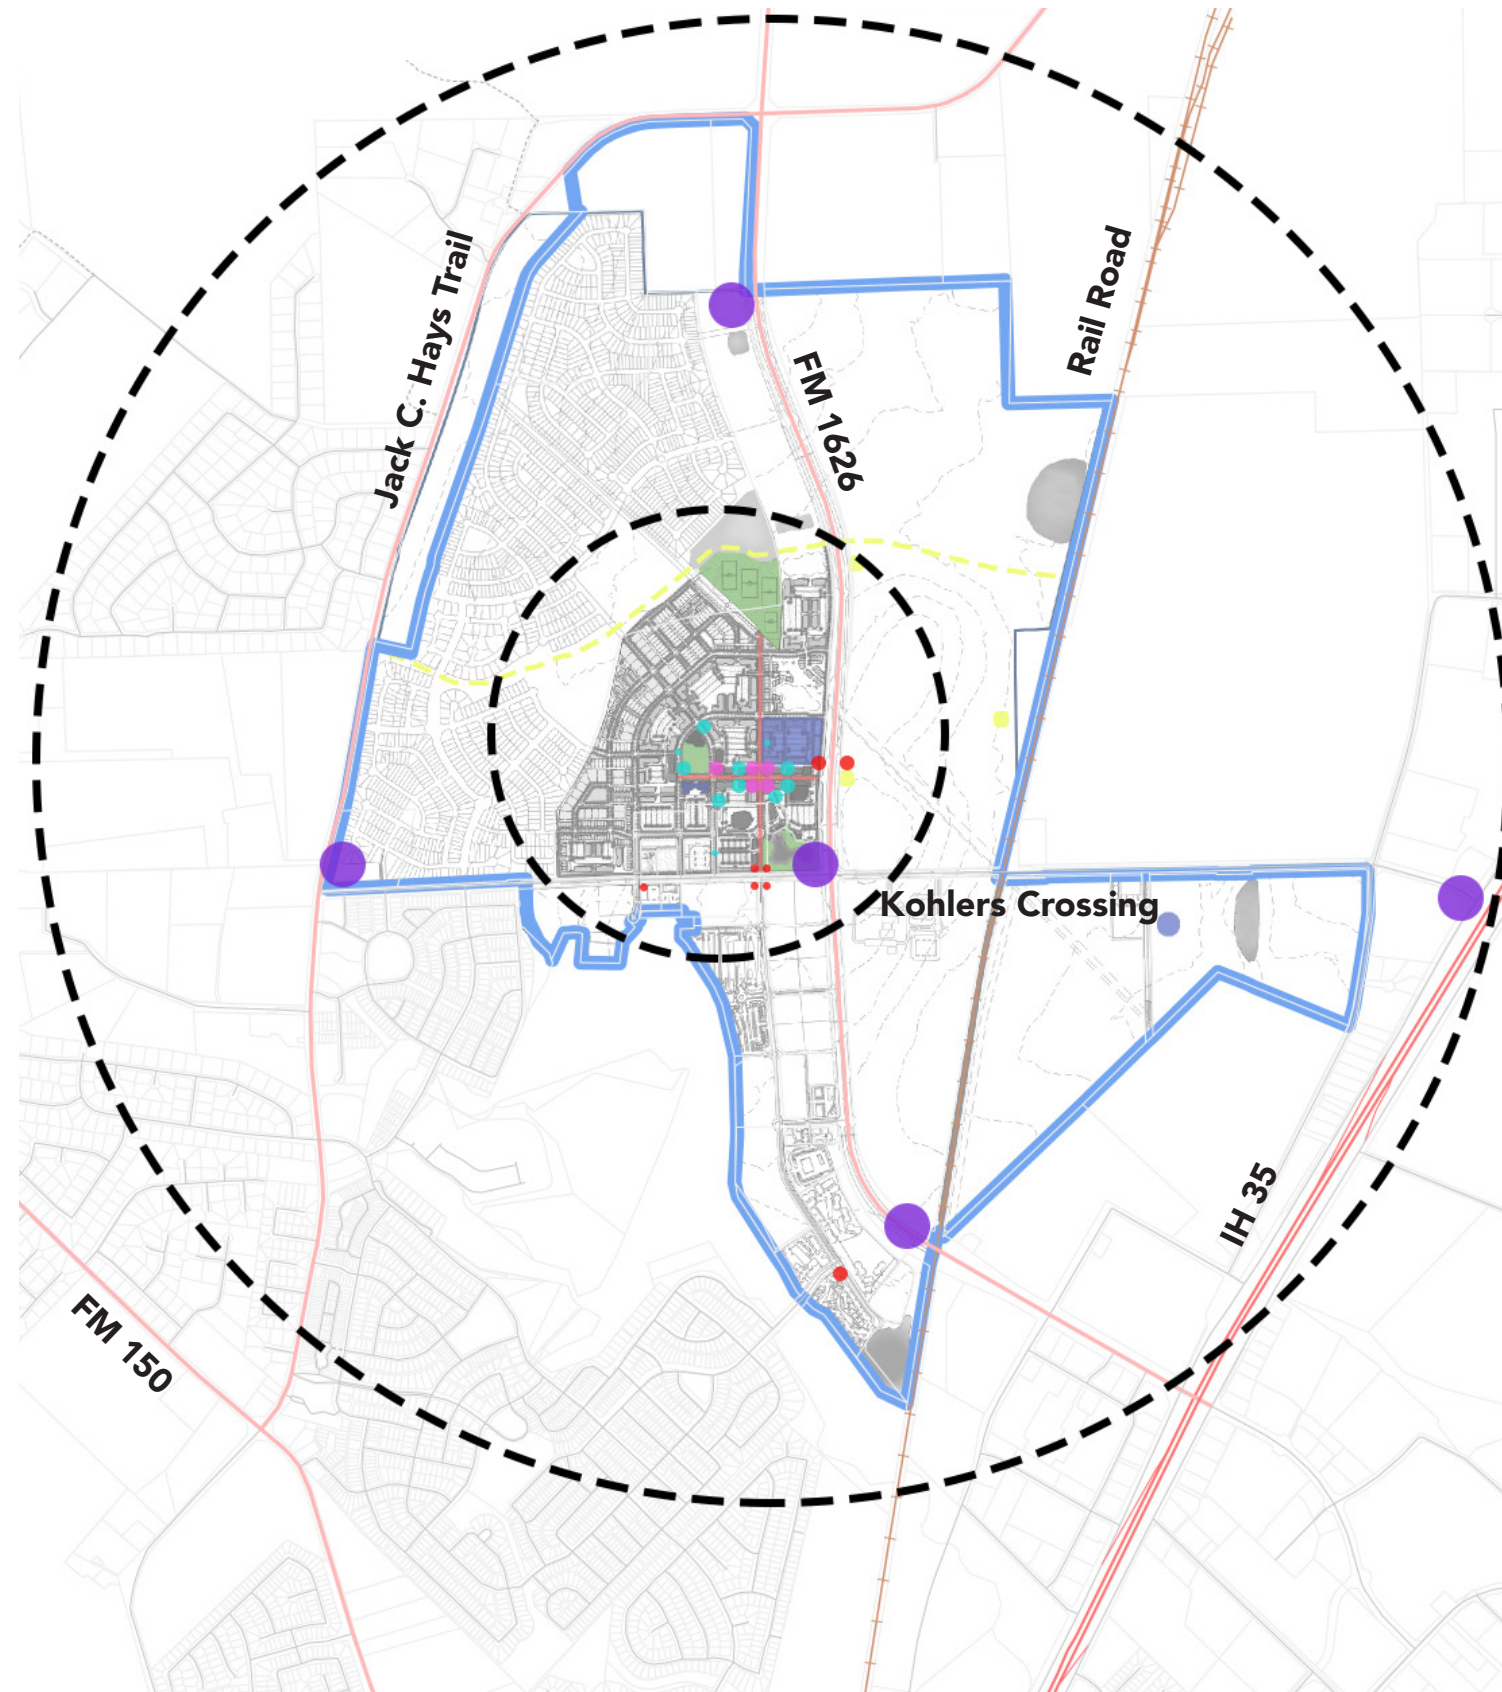 Jack C. Hays Trail
Rail Road
FM 1626
Kohlers Crossing
IH 35
FM 150